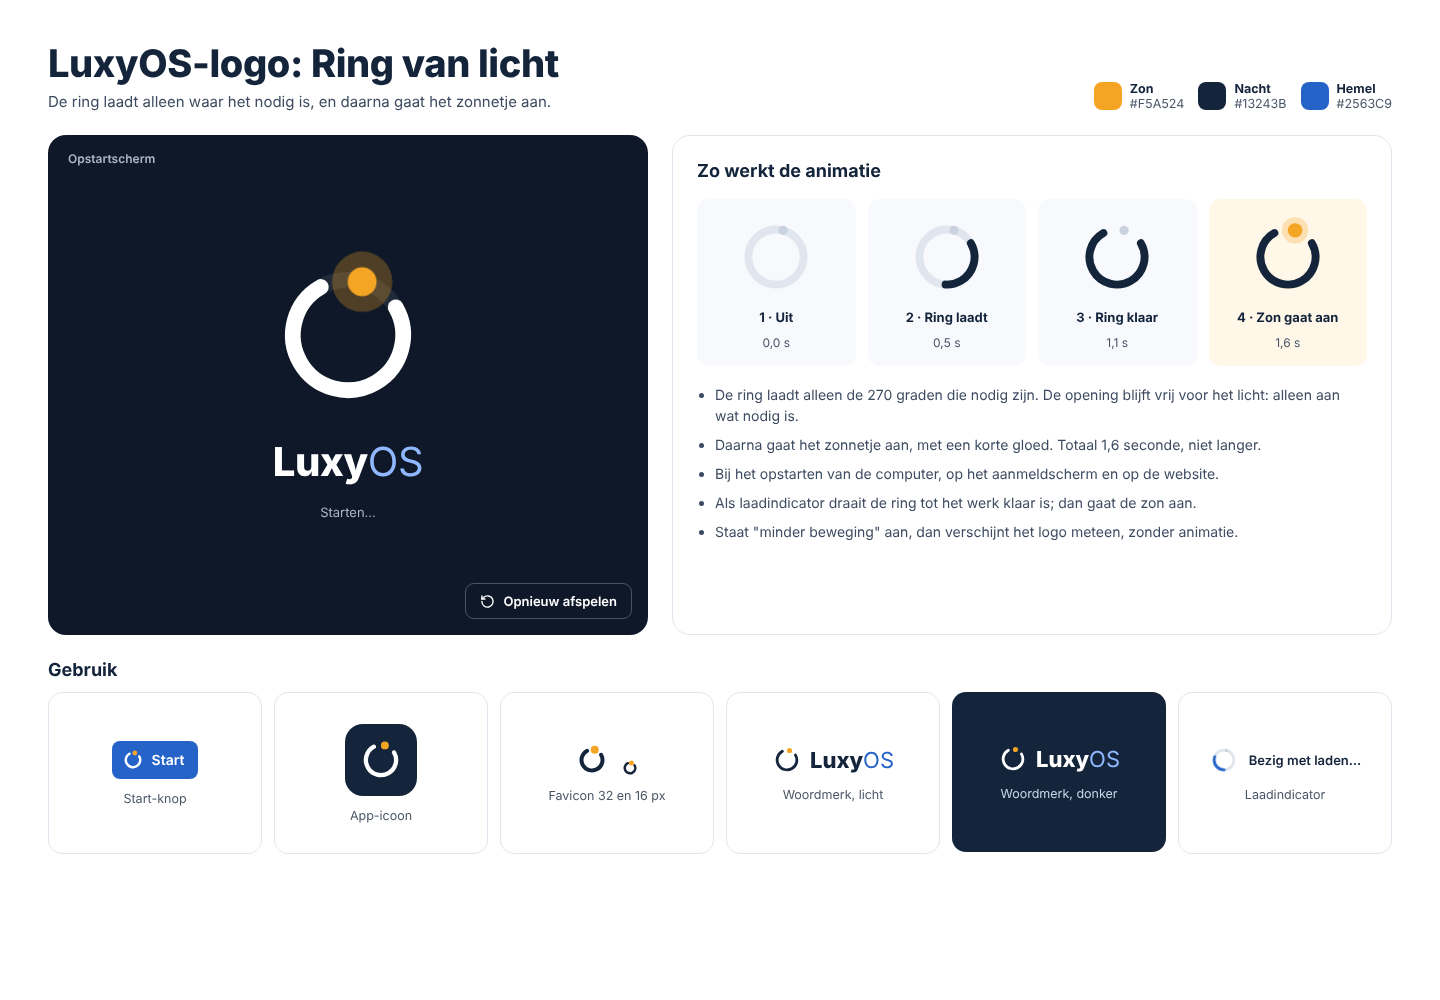 LuxyOS-logo: Ring van licht
De ring laadt alleen waar het nodig is, en daarna gaat het zonnetje aan.
Zon
#F5A524
Nacht
#13243B
Hemel
#2563C9
Opstartscherm
LuxyOS
Starten...
Opnieuw afspelen
Zo werkt de animatie
1 · Uit
0,0 s
2 · Ring laadt
0,5 s
3 · Ring klaar
1,1 s
4 · Zon gaat aan
1,6 s
• De ring laadt alleen de 270 graden die nodig zijn. De opening blijft vrij voor het licht: alleen aan
wat nodig is.
• Daarna gaat het zonnetje aan, met een korte gloed. Totaal 1,6 seconde, niet langer.
• Bij het opstarten van de computer, op het aanmeldscherm en op de website.
• Als laadindicator draait de ring tot het werk klaar is; dan gaat de zon aan.
• Staat "minder beweging" aan, dan verschijnt het logo meteen, zonder animatie.
Gebruik
Start
Start-knop
App-icoon
Favicon 32 en 16 px
LuxyOS
Woordmerk, licht
LuxyOS
Woordmerk, donker
Bezig met laden...
Laadindicator